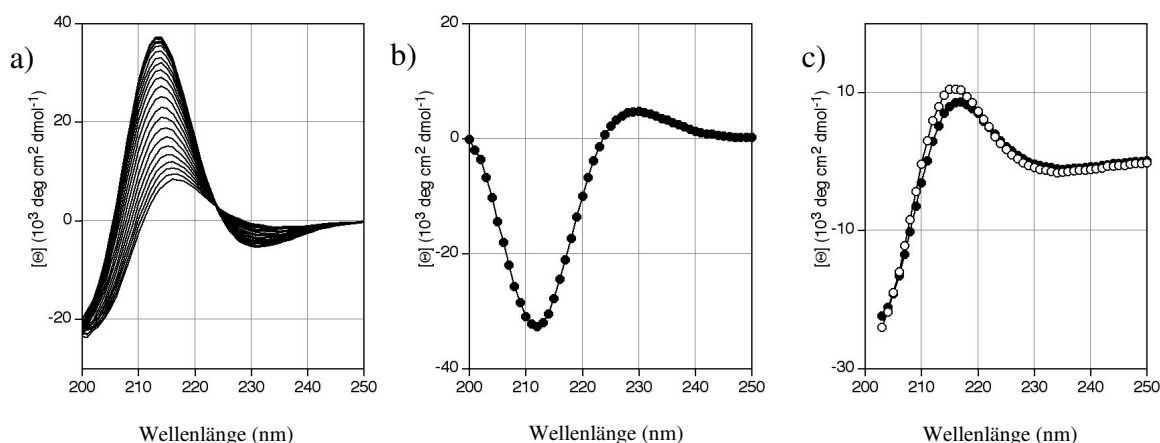 a)
[Θ] (10³ deg cm² dmol⁻¹)
40
20
0
-20
200 210 220 230 240 250
Wellenlänge (nm)
b)
[Θ] (10³ deg cm² dmol⁻¹)
20
0
-20
-40
200 210 220 230 240 250
Wellenlänge (nm)
c)
[Θ] (10³ deg cm² dmol⁻¹)
10
-10
-30
200 210 220 230 240 250
Wellenlänge (nm)